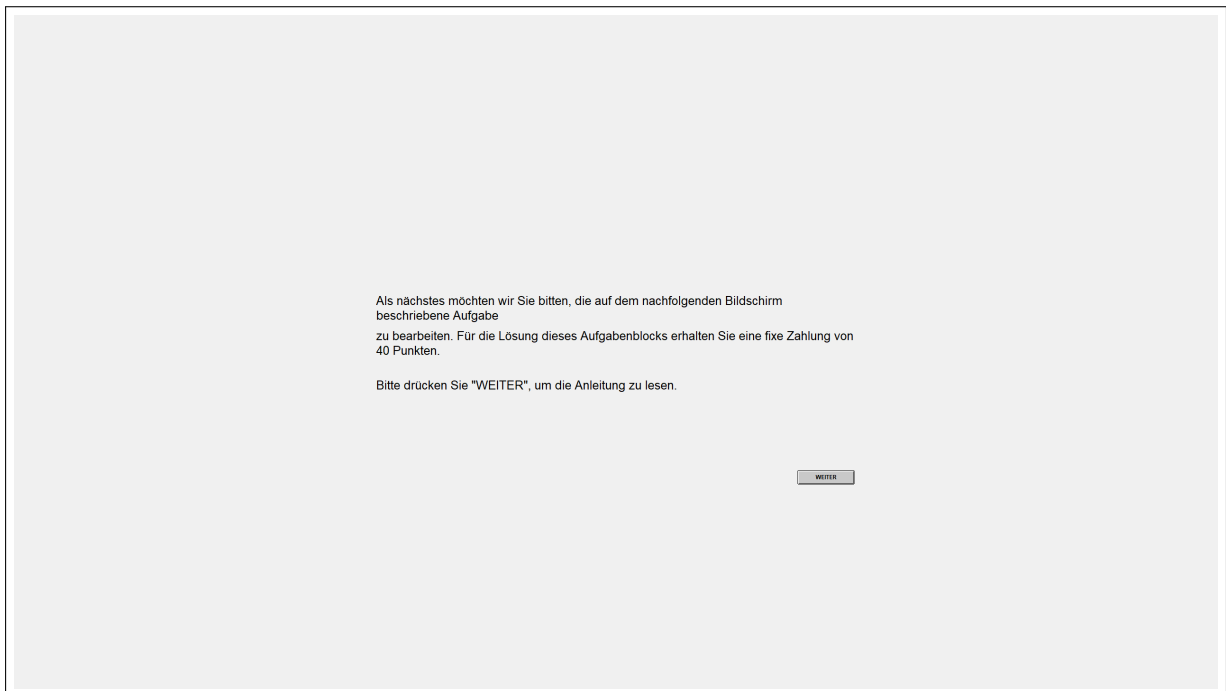 Als nächstes möchten wir Sie bitten, die auf dem nachfolgenden Bildschirm
beschriebene Aufgabe
zu bearbeiten. Für die Lösung dieses Aufgabenblocks erhalten Sie eine fixe Zahlung von
40 Punkten.
Bitte drücken Sie "WEITER", um die Anleitung zu lesen.
WEITER